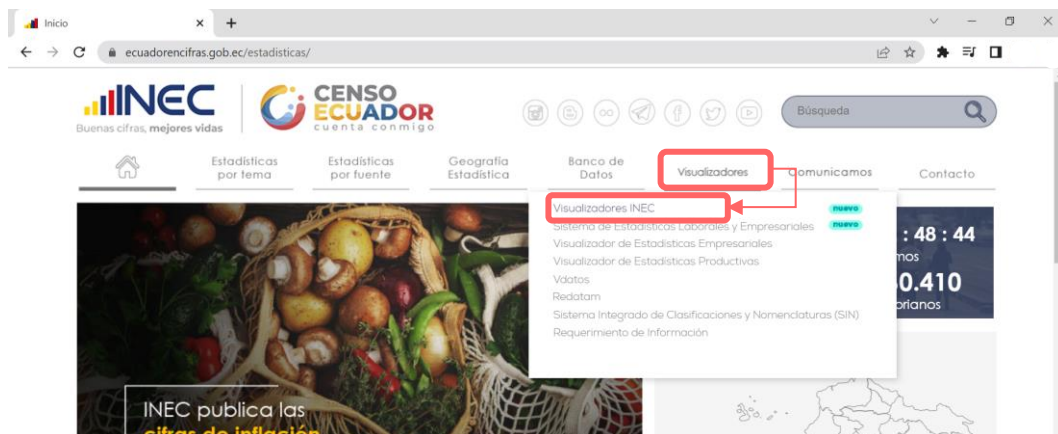 Inicio
ecuadorencifras.gob.ec/estadisticas/
INEC
Buenas cifras, mejores vidas
CENSO
ECUADOR
cuenta conmigo
Búsqueda
Estadísticas
por tema
Estadísticas
por fuente
Geografía
Estadística
Banco de
Datos
Visualizadores
Comunicamos
Contacto
Visualizadores INEC nuevo
Sistema de Estadísticas Laborales y Empresariales nuevo
Visualizador de Estadísticas Empresariales
Visualizador de Estadísticas Productivas
Vdatos
Redatam
Sistema Integrado de Clasificaciones y Nomenclaturas (SIN)
Requerimiento de Información
: 48 : 44
0.410
INEC publica las
cifras de inflación